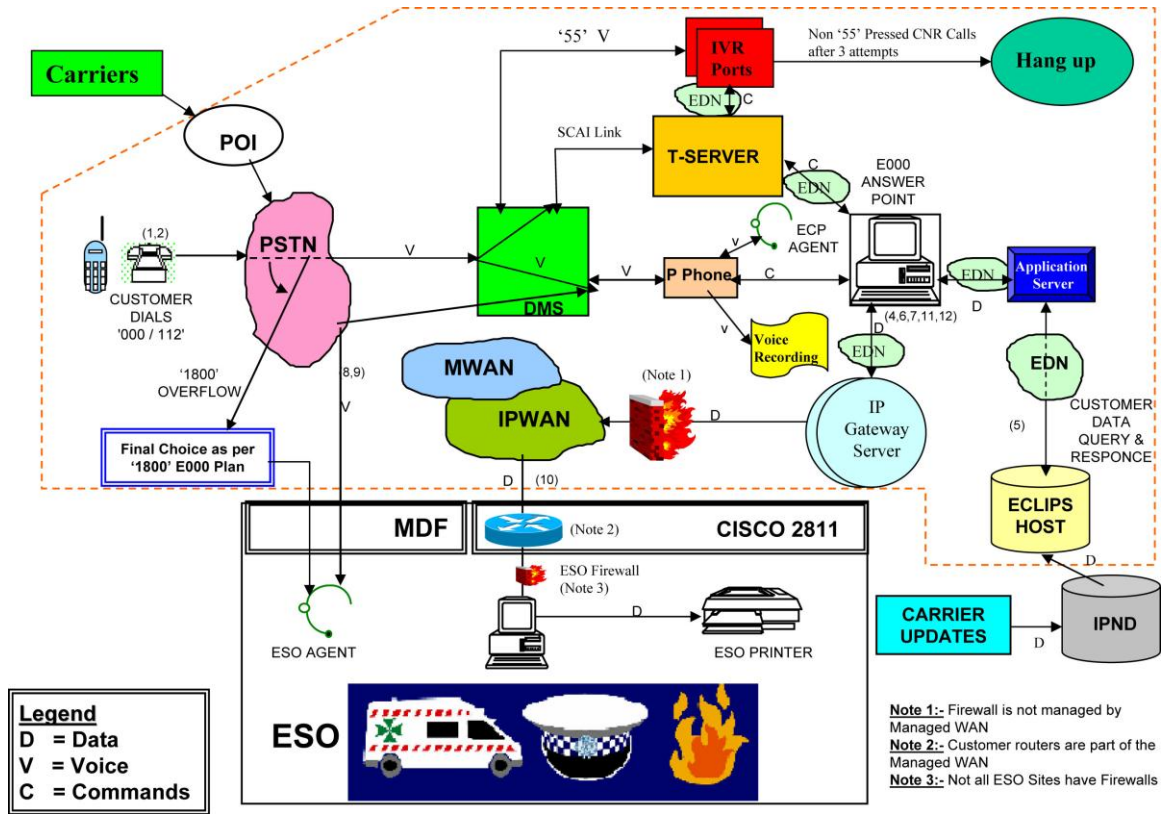 Carriers
POI
(1,2)
CUSTOMER
DIALS
'000 / 112'
PSTN
V
'1800'
OVERFLOW
Final Choice as per
‘1800’ E000 Plan
(8,9)
V
‘55’ V
IVR
Ports
Non ‘55’ Pressed CNR Calls
after 3 attempts
Hang up
EDN
C
SCAI Link
T-SERVER
C
EDN
E000
ANSWER
POINT
V
DMS
V
P Phone
v
ECP
AGENT
C
v
Voice
Recording
(4,6,7,11,12)
D
EDN
EDN
D
Application
Server
EDN
(5)
CUSTOMER
DATA
QUERY &
RESPONCE
IP
Gateway
Server
D
(Note 1)
MWAN
IPWAN
D
(10)
ECLIPS
HOST
D
IPND
CARRIER
UPDATES
D
MDF
CISCO 2811
(Note 2)
ESO Firewall
(Note 3)
D
ESO AGENT
ESO PRINTER
ESO
Legend
D = Data
V = Voice
C = Commands
Note 1:- Firewall is not managed by
Managed WAN
Note 2:- Customer routers are part of the
Managed WAN
Note 3:- Not all ESO Sites have Firewalls